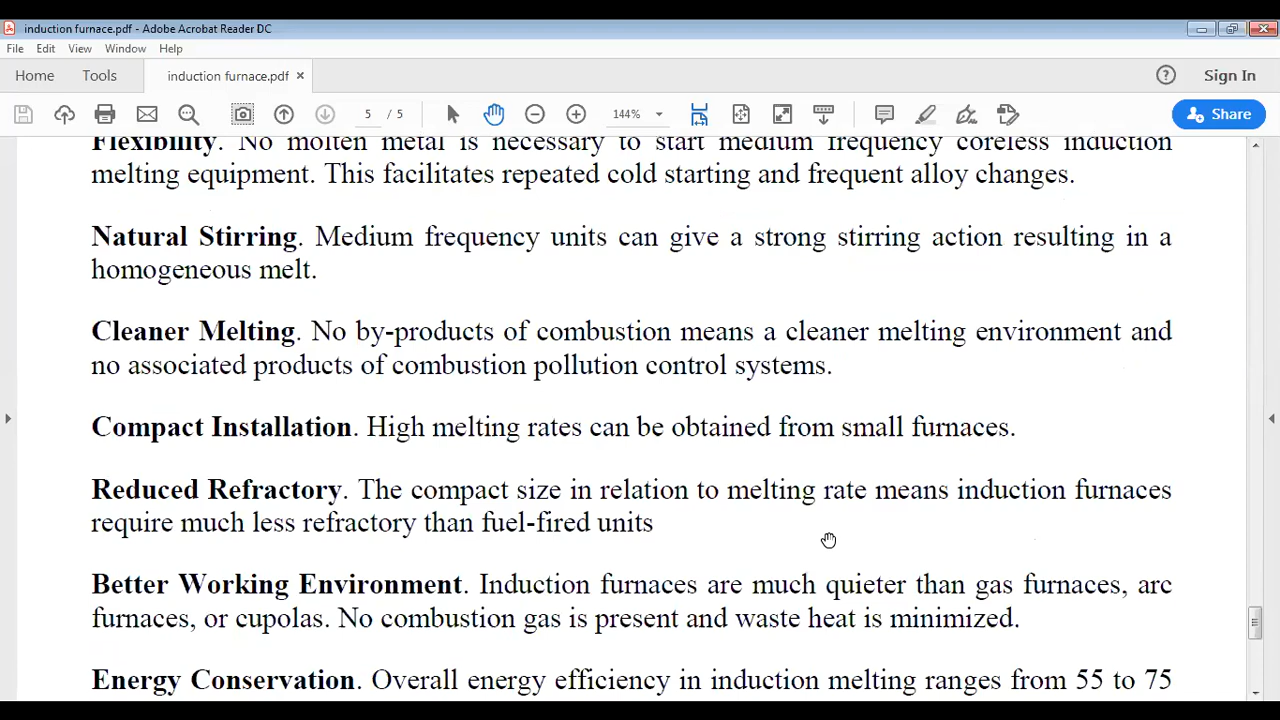 induction furnace.pdf - Adobe Acrobat Reader DC
File Edit View Window Help
Home Tools induction furnace.pdf × ? Sign In
5 / 5 144% Share
Flexibility. No molten metal is necessary to start medium frequency coreless induction
melting equipment. This facilitates repeated cold starting and frequent alloy changes.
Natural Stirring. Medium frequency units can give a strong stirring action resulting in a
homogeneous melt.
Cleaner Melting. No by-products of combustion means a cleaner melting environment and
no associated products of combustion pollution control systems.
Compact Installation. High melting rates can be obtained from small furnaces.
Reduced Refractory. The compact size in relation to melting rate means induction furnaces
require much less refractory than fuel-fired units
Better Working Environment. Induction furnaces are much quieter than gas furnaces, arc
furnaces, or cupolas. No combustion gas is present and waste heat is minimized.
Energy Conservation. Overall energy efficiency in induction melting ranges from 55 to 75